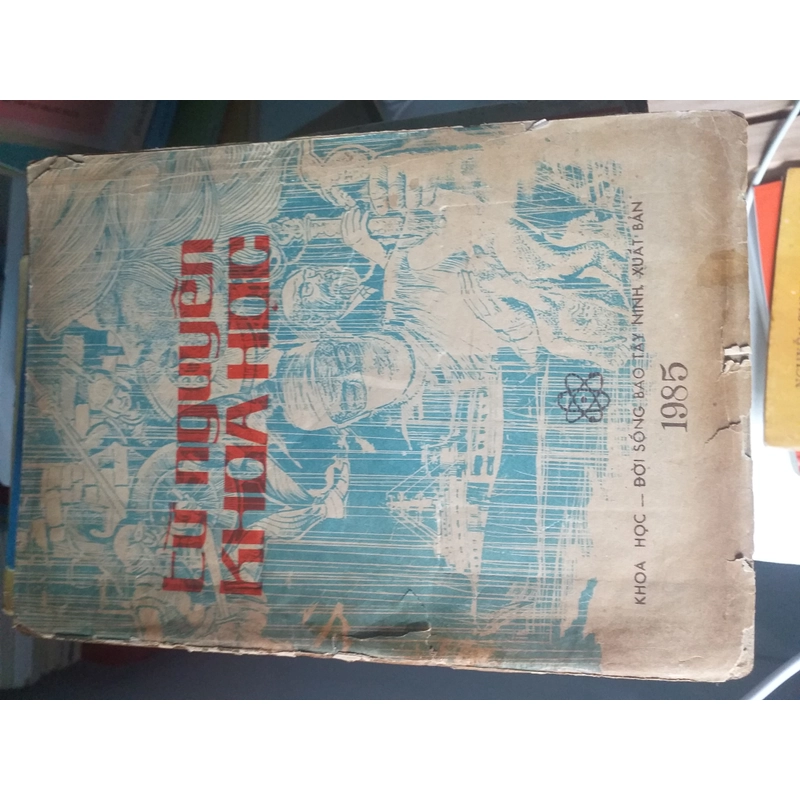 Kỷ nguyên
KHOA HỌC
KHOA HỌC — ĐỜI SỐNG BÁO TÂY NINH XUẤT BẢN
1985